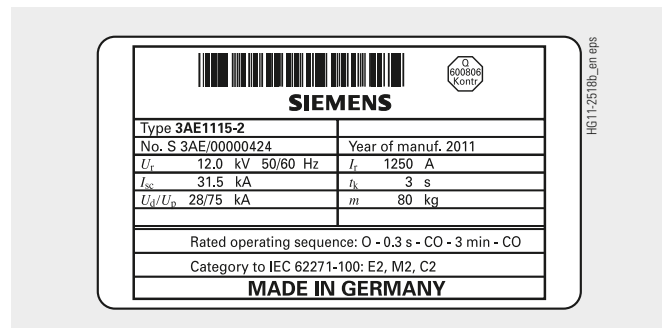 Q
600806
Kontr
SIEMENS
Type 3AE1115-2
No. S 3AE/00000424 Year of manuf. 2011
Ur 12.0 kV 50/60 Hz Ir 1250 A
Isc 31.5 kA tk 3 s
Ud/Up 28/75 kA m 80 kg
Rated operating sequence: O - 0.3 s - CO - 3 min - CO
Category to IEC 62271-100: E2, M2, C2
MADE IN GERMANY
HG11-2518b_en eps